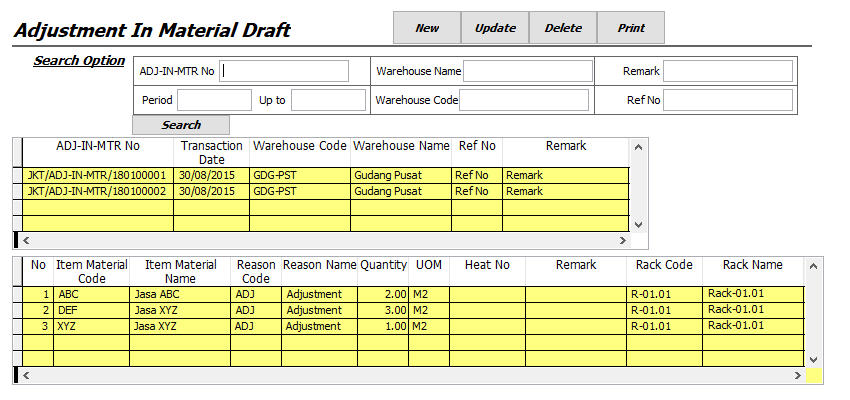 Adjustment In Material Draft New Update Delete Print
Search Option
ADJ-IN-MTR No Warehouse Name Remark
Period Up to Warehouse Code Ref No
Search
ADJ-IN-MTR No Transaction Date Warehouse Code Warehouse Name Ref No Remark
JKT/ADJ-IN-MTR/180100001 30/08/2015 GDG-PST Gudang Pusat Ref No Remark
JKT/ADJ-IN-MTR/180100002 30/08/2015 GDG-PST Gudang Pusat Ref No Remark
No Item Material Code Item Material Name Reason Code Reason Name Quantity UOM Heat No Remark Rack Code Rack Name
1 ABC Jasa ABC ADJ Adjustment 2.00 M2 R-01.01 Rack-01.01
2 DEF Jasa XYZ ADJ Adjustment 3.00 M2 R-01.01 Rack-01.01
3 XYZ Jasa XYZ ADJ Adjustment 1.00 M2 R-01.01 Rack-01.01